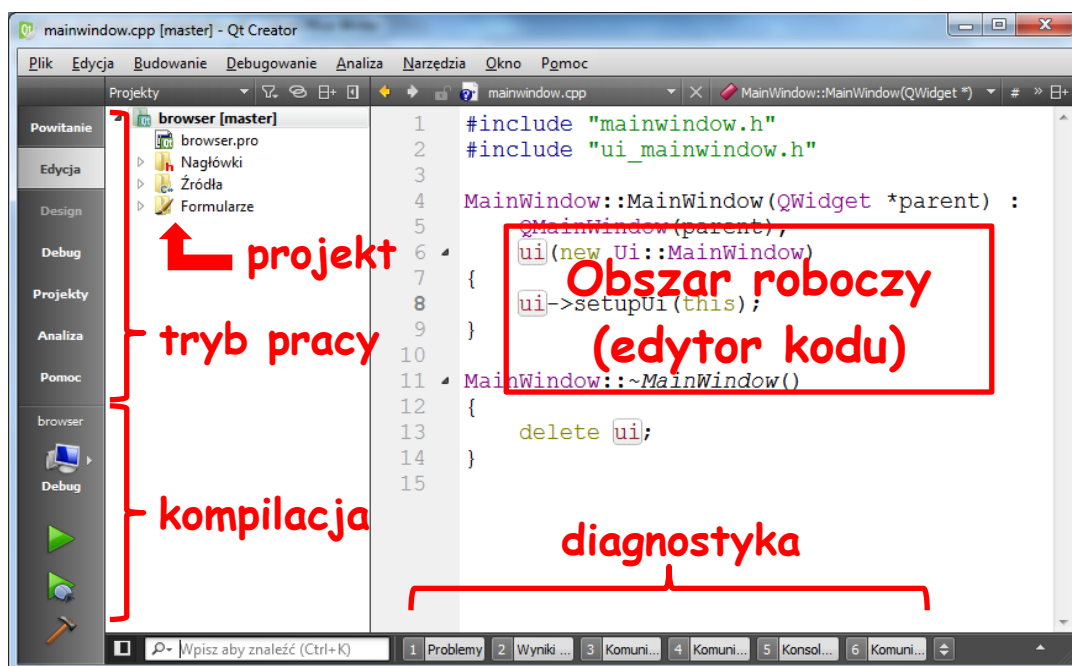 mainwindow.cpp [master] - Qt Creator
Plik Edycja Budowanie Debugowanie Analiza Narzędzia Okno Pomoc
Projekty
mainwindow.cpp
MainWindow::MainWindow(QWidget *)
#
Powitanie
Edycja
Design
Debug
Projekty
Analiza
Pomoc
browser
Debug
browser [master]
browser.pro
Nagłówki
Źródła
Formularze
projekt
tryb pracy
kompilacja
1 #include "mainwindow.h"
2 #include "ui_mainwindow.h"
3
4 MainWindow::MainWindow(QWidget *parent) :
5 QMainWindow(parent),
6 ui(new Ui::MainWindow)
7 {
8 ui->setupUi(this);
9 }
10
11 MainWindow::~MainWindow()
12 {
13 delete ui;
14 }
15
Obszar roboczy
(edytor kodu)
diagnostyka
Wpisz aby znaleźć (Ctrl+K)
1 Problemy 2 Wyniki ... 3 Komuni... 4 Komuni... 5 Konsol... 6 Komuni...